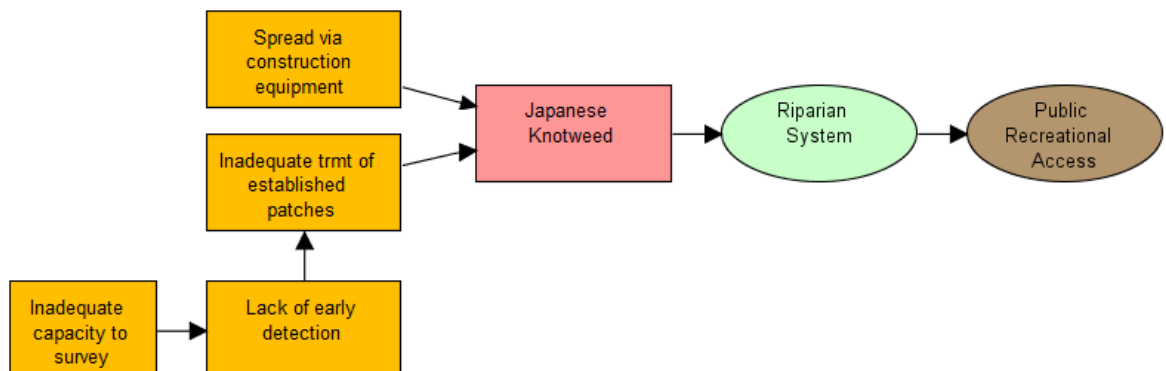 Spread via
construction
equipment
Japanese
Knotweed
Riparian
System
Public
Recreational
Access
Inadequate trmt of
established
patches
Inadequate
capacity to
survey
Lack of early
detection